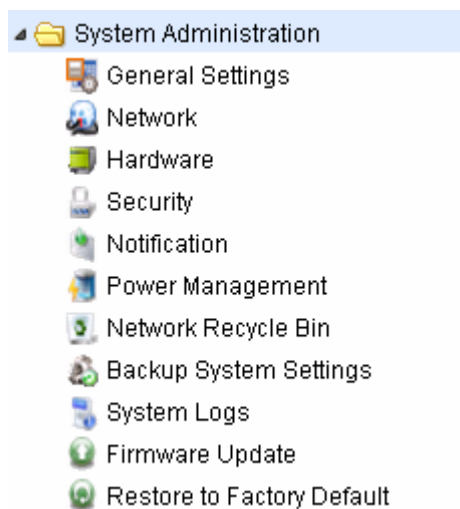 System Administration
General Settings
Network
Hardware
Security
Notification
Power Management
Network Recycle Bin
Backup System Settings
System Logs
Firmware Update
Restore to Factory Default